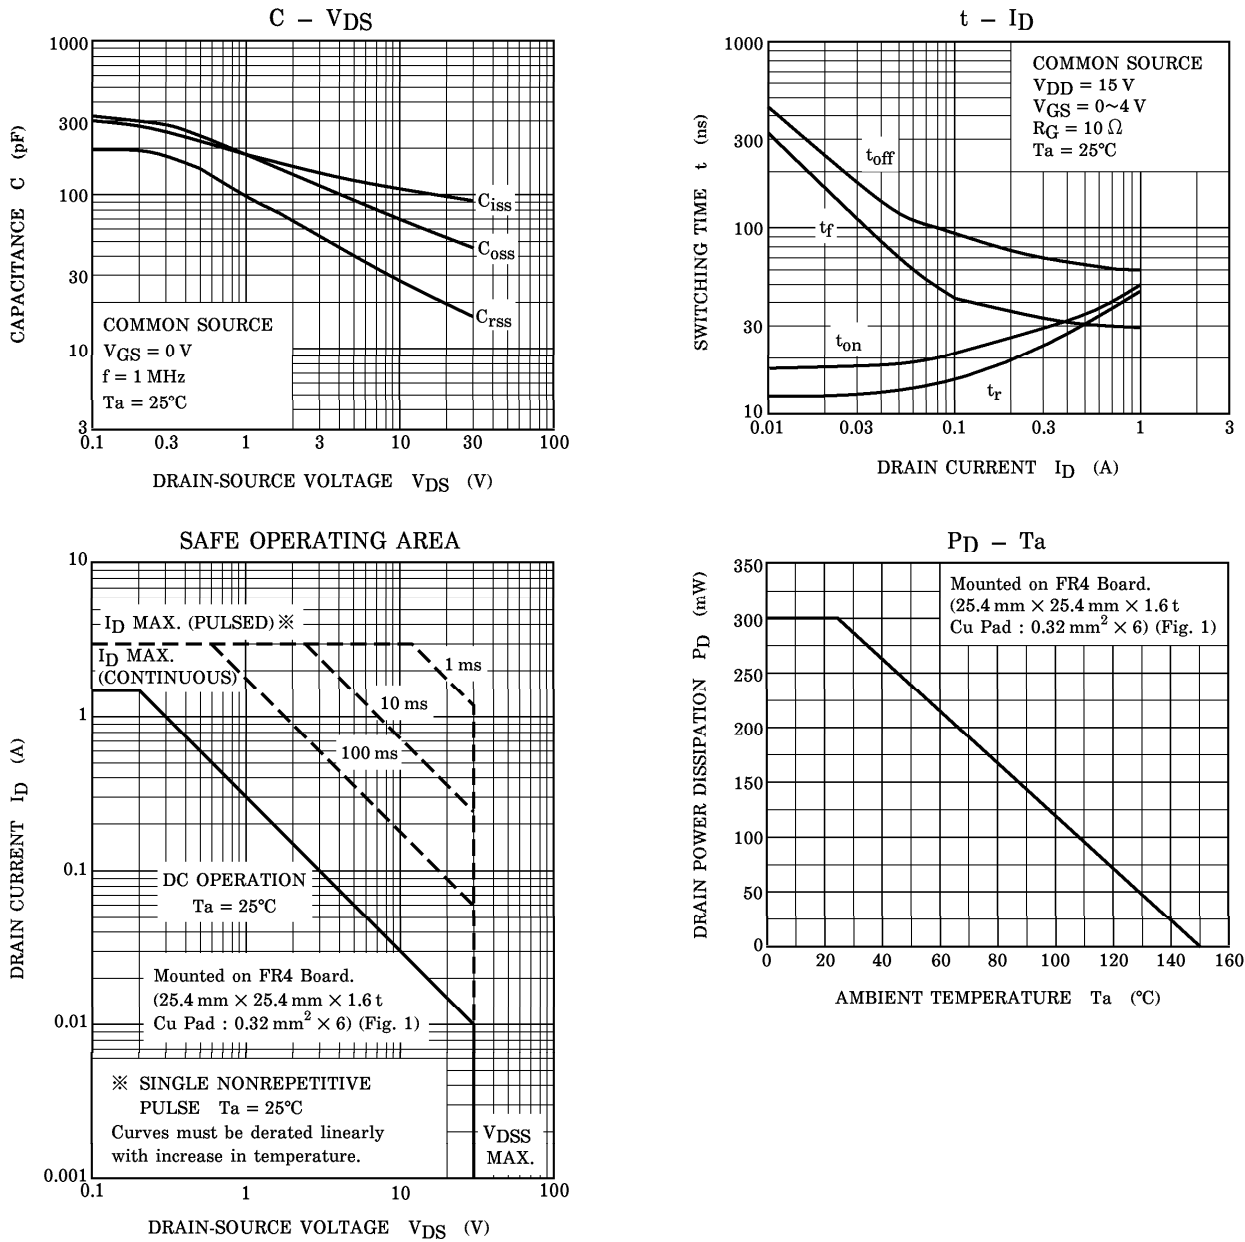 C – VDS
CAPACITANCE C (pF)
1000
300
100
30
10
3
Ciss
Coss
Crss
COMMON SOURCE
VGS = 0 V
f = 1 MHz
Ta = 25°C
0.1 0.3 1 3 10 30 100
DRAIN-SOURCE VOLTAGE VDS (V)
t – ID
SWITCHING TIME t (ns)
1000
300
100
30
10
COMMON SOURCE
VDD = 15 V
VGS = 0~4 V
RG = 10 Ω
Ta = 25°C
toff
tf
ton
tr
0.01 0.03 0.1 0.3 1 3
DRAIN CURRENT ID (A)
SAFE OPERATING AREA
DRAIN CURRENT ID (A)
10
1
0.1
0.01
0.001
ID MAX. (PULSED) ※
ID MAX.
(CONTINUOUS)
1 ms
10 ms
100 ms
DC OPERATION
Ta = 25°C
Mounted on FR4 Board.
(25.4 mm × 25.4 mm × 1.6 t
Cu Pad : 0.32 mm² × 6) (Fig. 1)
※ SINGLE NONREPETITIVE
PULSE Ta = 25°C
Curves must be derated linearly
with increase in temperature.
VDSS
MAX.
0.1 1 10 100
DRAIN-SOURCE VOLTAGE VDS (V)
PD – Ta
DRAIN POWER DISSIPATION PD (mW)
350
300
250
200
150
100
50
0
Mounted on FR4 Board.
(25.4 mm × 25.4 mm × 1.6 t
Cu Pad : 0.32 mm² × 6) (Fig. 1)
0 20 40 60 80 100 120 140 160
AMBIENT TEMPERATURE Ta (°C)